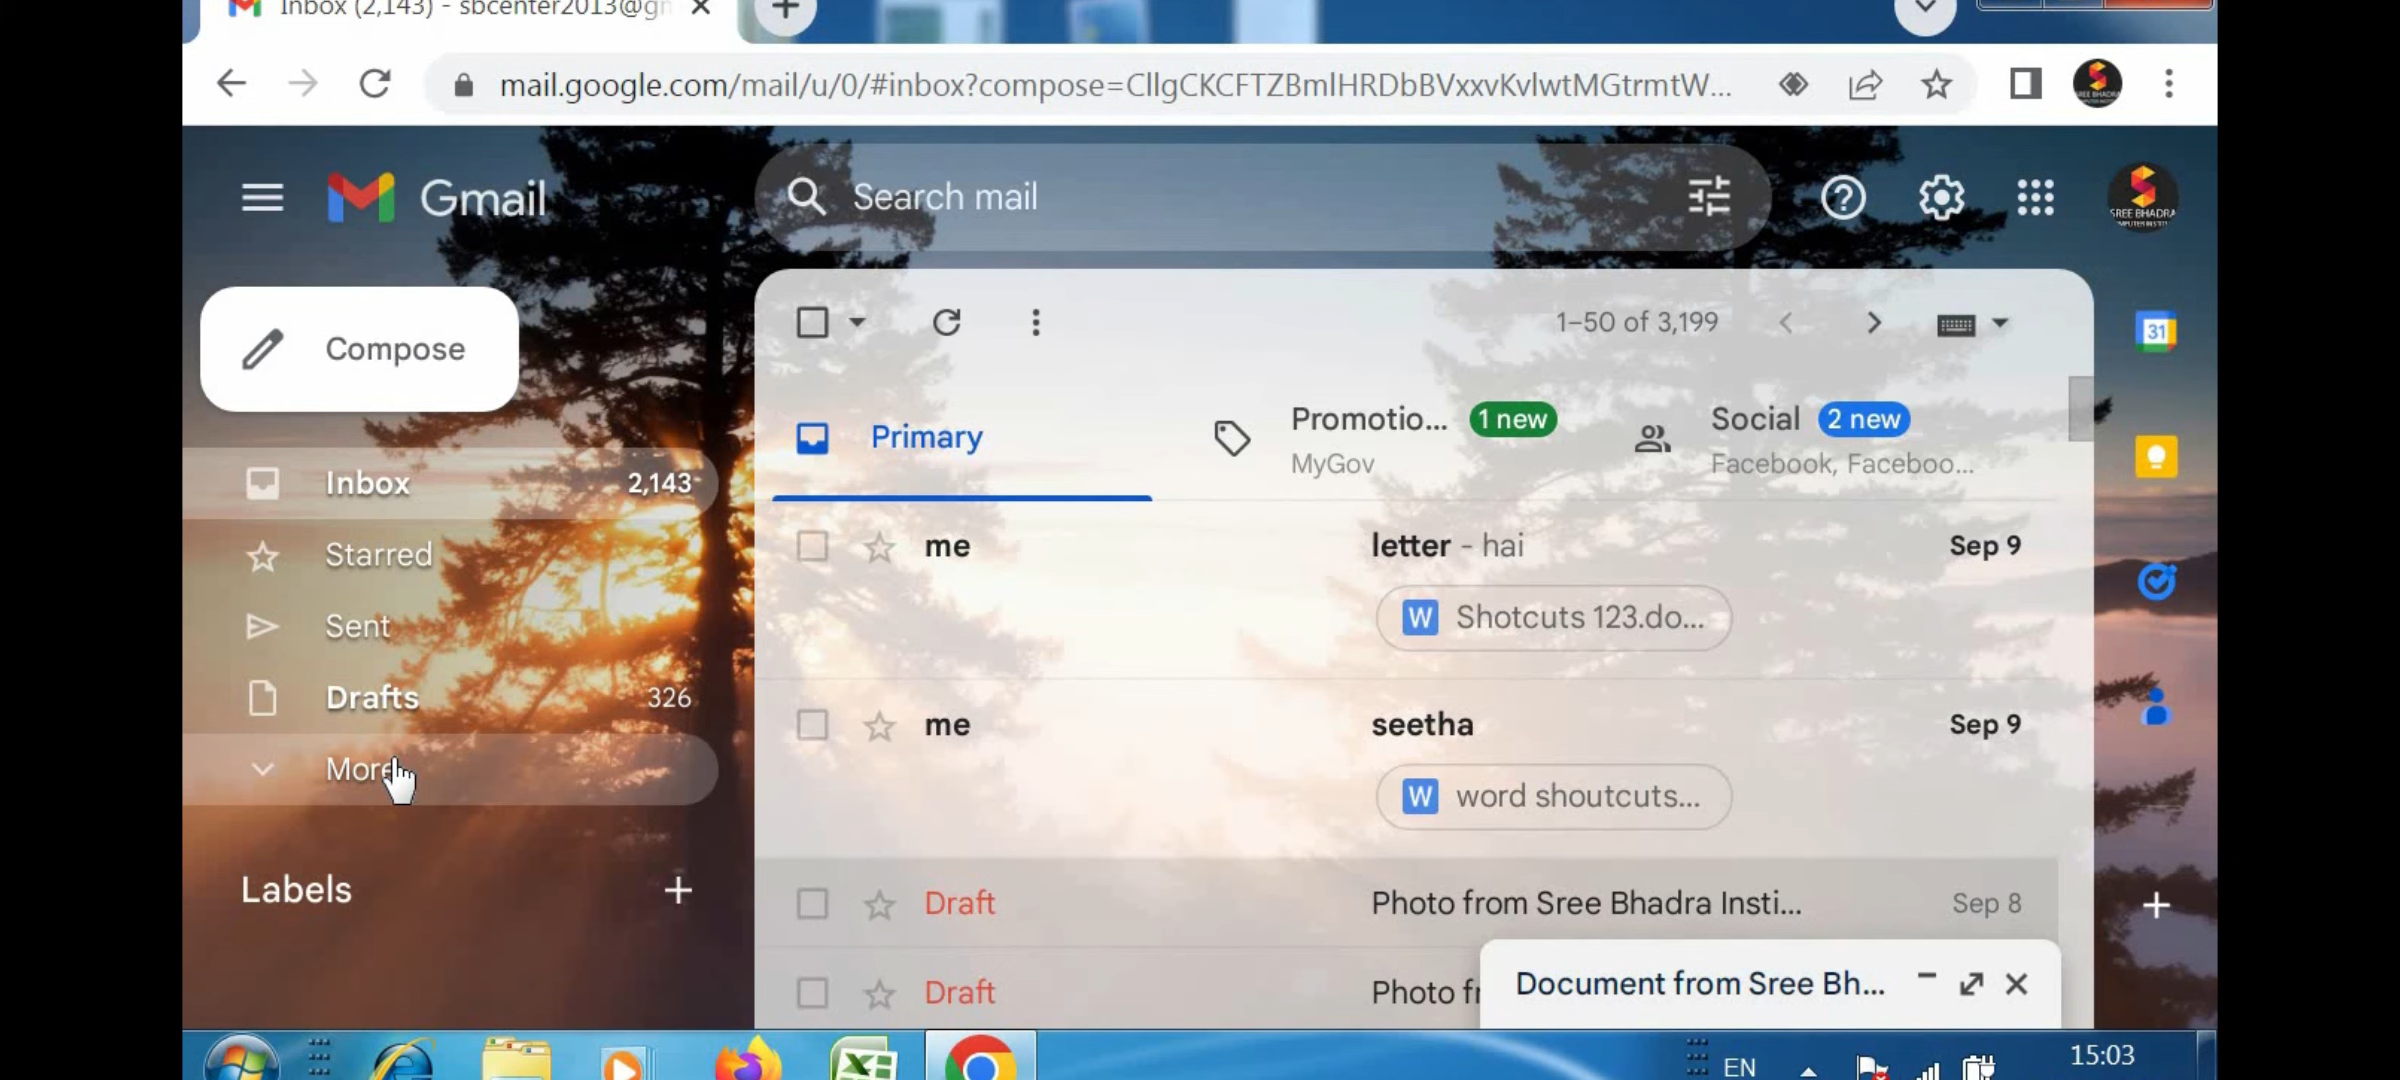 Inbox (2,143) - sbcenter2013@gm
mail.google.com/mail/u/0/#inbox?compose=CllgCKCFTZBmlHRDbBVxxvKvlwtMGtrmtW...
Gmail
Search mail
SREE BHADRA
Compose
1–50 of 3,199
31
Primary
Promotio... 1 new
MyGov
Social 2 new
Facebook, Faceboo...
Inbox 2,143
Starred
Sent
Drafts 326
More
Labels
me letter - hai Sep 9
W Shotcuts 123.do...
me seetha Sep 9
W word shoutcuts...
Draft Photo from Sree Bhadra Insti... Sep 8
Draft Photo fr
Document from Sree Bh...
EN
15:03